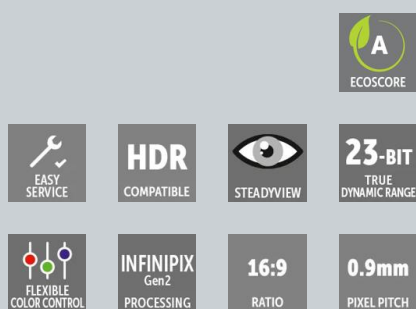 A
ECOSCORE
EASY
SERVICE
HDR
COMPATIBLE
STEADYVIEW
23-BIT
TRUE
DYNAMIC RANGE
FLEXIBLE
COLOR CONTROL
INFINIPIX
Gen2
PROCESSING
16:9
RATIO
0.9mm
PIXEL PITCH